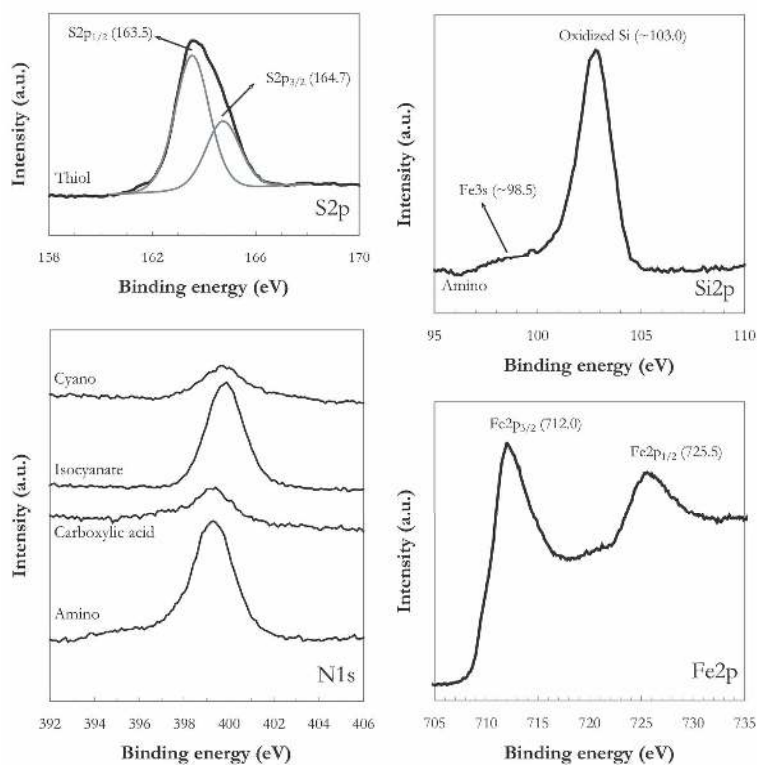 S2p1/2 (163.5)
S2p3/2 (164.7)
Thiol
S2p
Intensity (a.u.)
158 162 166 170
Binding energy (eV)
Oxidized Si (~103.0)
Fe3s (~98.5)
Amino
Si2p
Intensity (a.u.)
95 100 105 110
Binding energy (eV)
Cyano
Isocyanate
Carboxylic acid
Amino
N1s
Intensity (a.u.)
392 394 396 398 400 402 404 406
Binding energy (eV)
Fe2p3/2 (712.0)
Fe2p1/2 (725.5)
Fe2p
Intensity (a.u.)
705 710 715 720 725 730 735
Binding energy (eV)